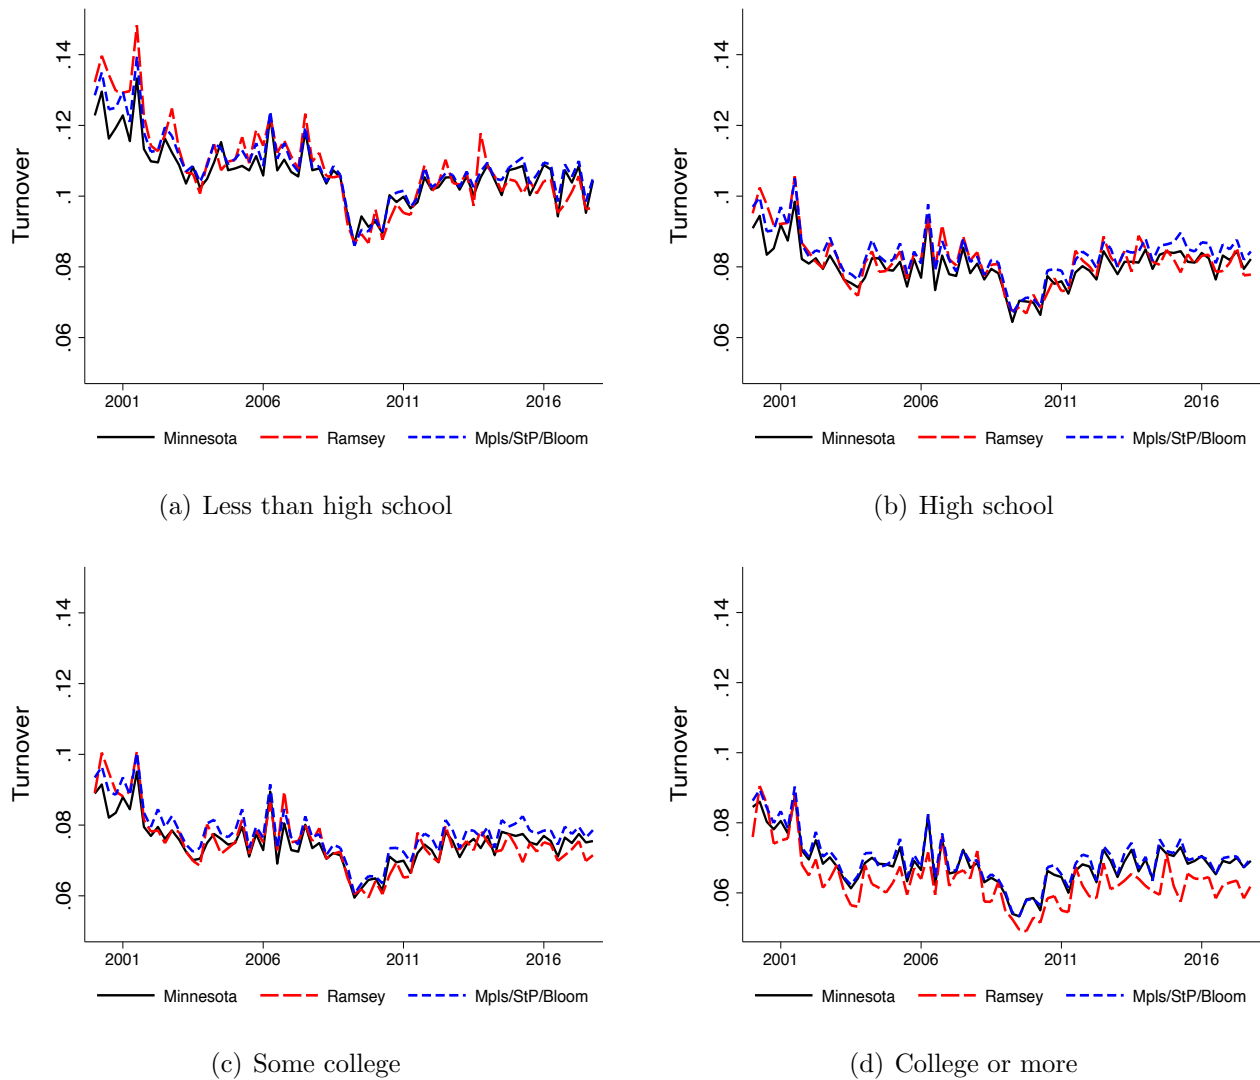 Turnover
.14
.12
.1
.08
.06
2001 2006 2011 2016
Minnesota Ramsey Mpls/StP/Bloom
(a) Less than high school
Turnover
.14
.12
.1
.08
.06
2001 2006 2011 2016
Minnesota Ramsey Mpls/StP/Bloom
(b) High school
Turnover
.14
.12
.1
.08
.06
2001 2006 2011 2016
Minnesota Ramsey Mpls/StP/Bloom
(c) Some college
Turnover
.14
.12
.1
.08
.06
2001 2006 2011 2016
Minnesota Ramsey Mpls/StP/Bloom
(d) College or more